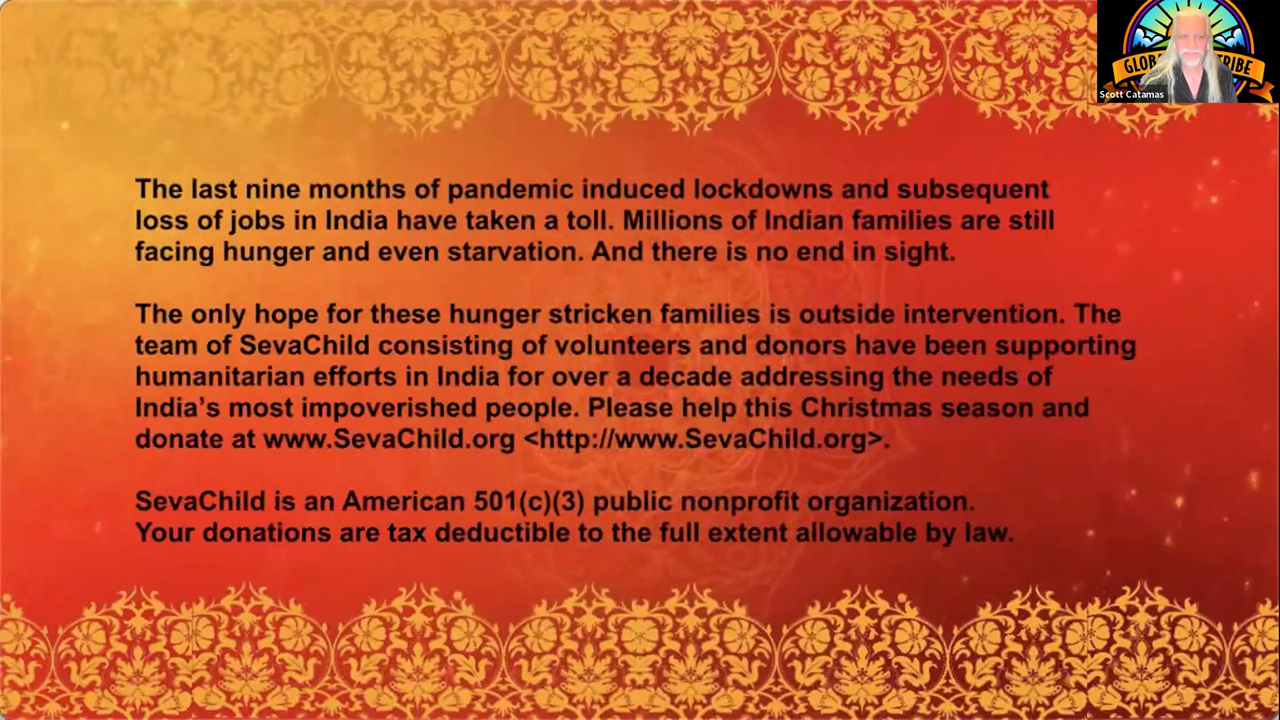 GLOB TRIBE
Scott Catamas
The last nine months of pandemic induced lockdowns and subsequent
loss of jobs in India have taken a toll. Millions of Indian families are still
facing hunger and even starvation. And there is no end in sight.
The only hope for these hunger stricken families is outside intervention. The
team of SevaChild consisting of volunteers and donors have been supporting
humanitarian efforts in India for over a decade addressing the needs of
India’s most impoverished people. Please help this Christmas season and
donate at www.SevaChild.org <http://www.SevaChild.org>.
SevaChild is an American 501(c)(3) public nonprofit organization.
Your donations are tax deductible to the full extent allowable by law.